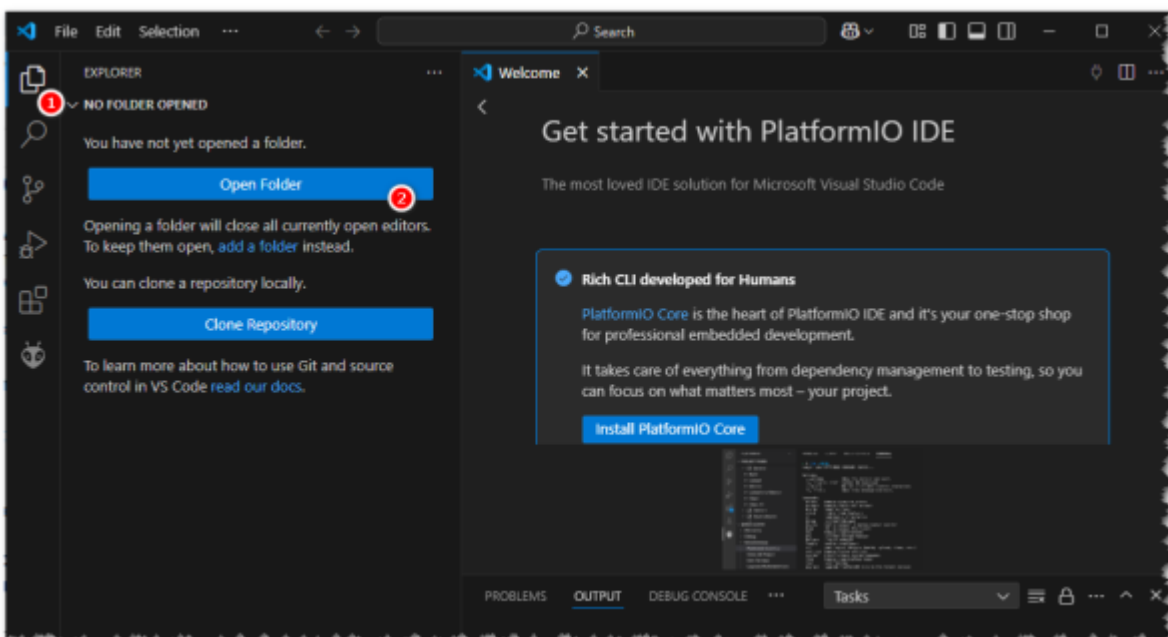 File Edit Selection ···
Search
EXPLORER ···
Welcome
1
NO FOLDER OPENED
You have not yet opened a folder.
Open Folder
2
Opening a folder will close all currently open editors.
To keep them open, add a folder instead.
You can clone a repository locally.
Clone Repository
To learn more about how to use Git and source
control in VS Code read our docs.
Get started with PlatformIO IDE
The most loved IDE solution for Microsoft Visual Studio Code
Rich CLI developed for Humans
PlatformIO Core is the heart of PlatformIO IDE and it's your one-stop shop
for professional embedded development.
It takes care of everything from dependency management to testing, so you
can focus on what matters most – your project.
Install PlatformIO Core
PROBLEMS OUTPUT DEBUG CONSOLE ··· Tasks